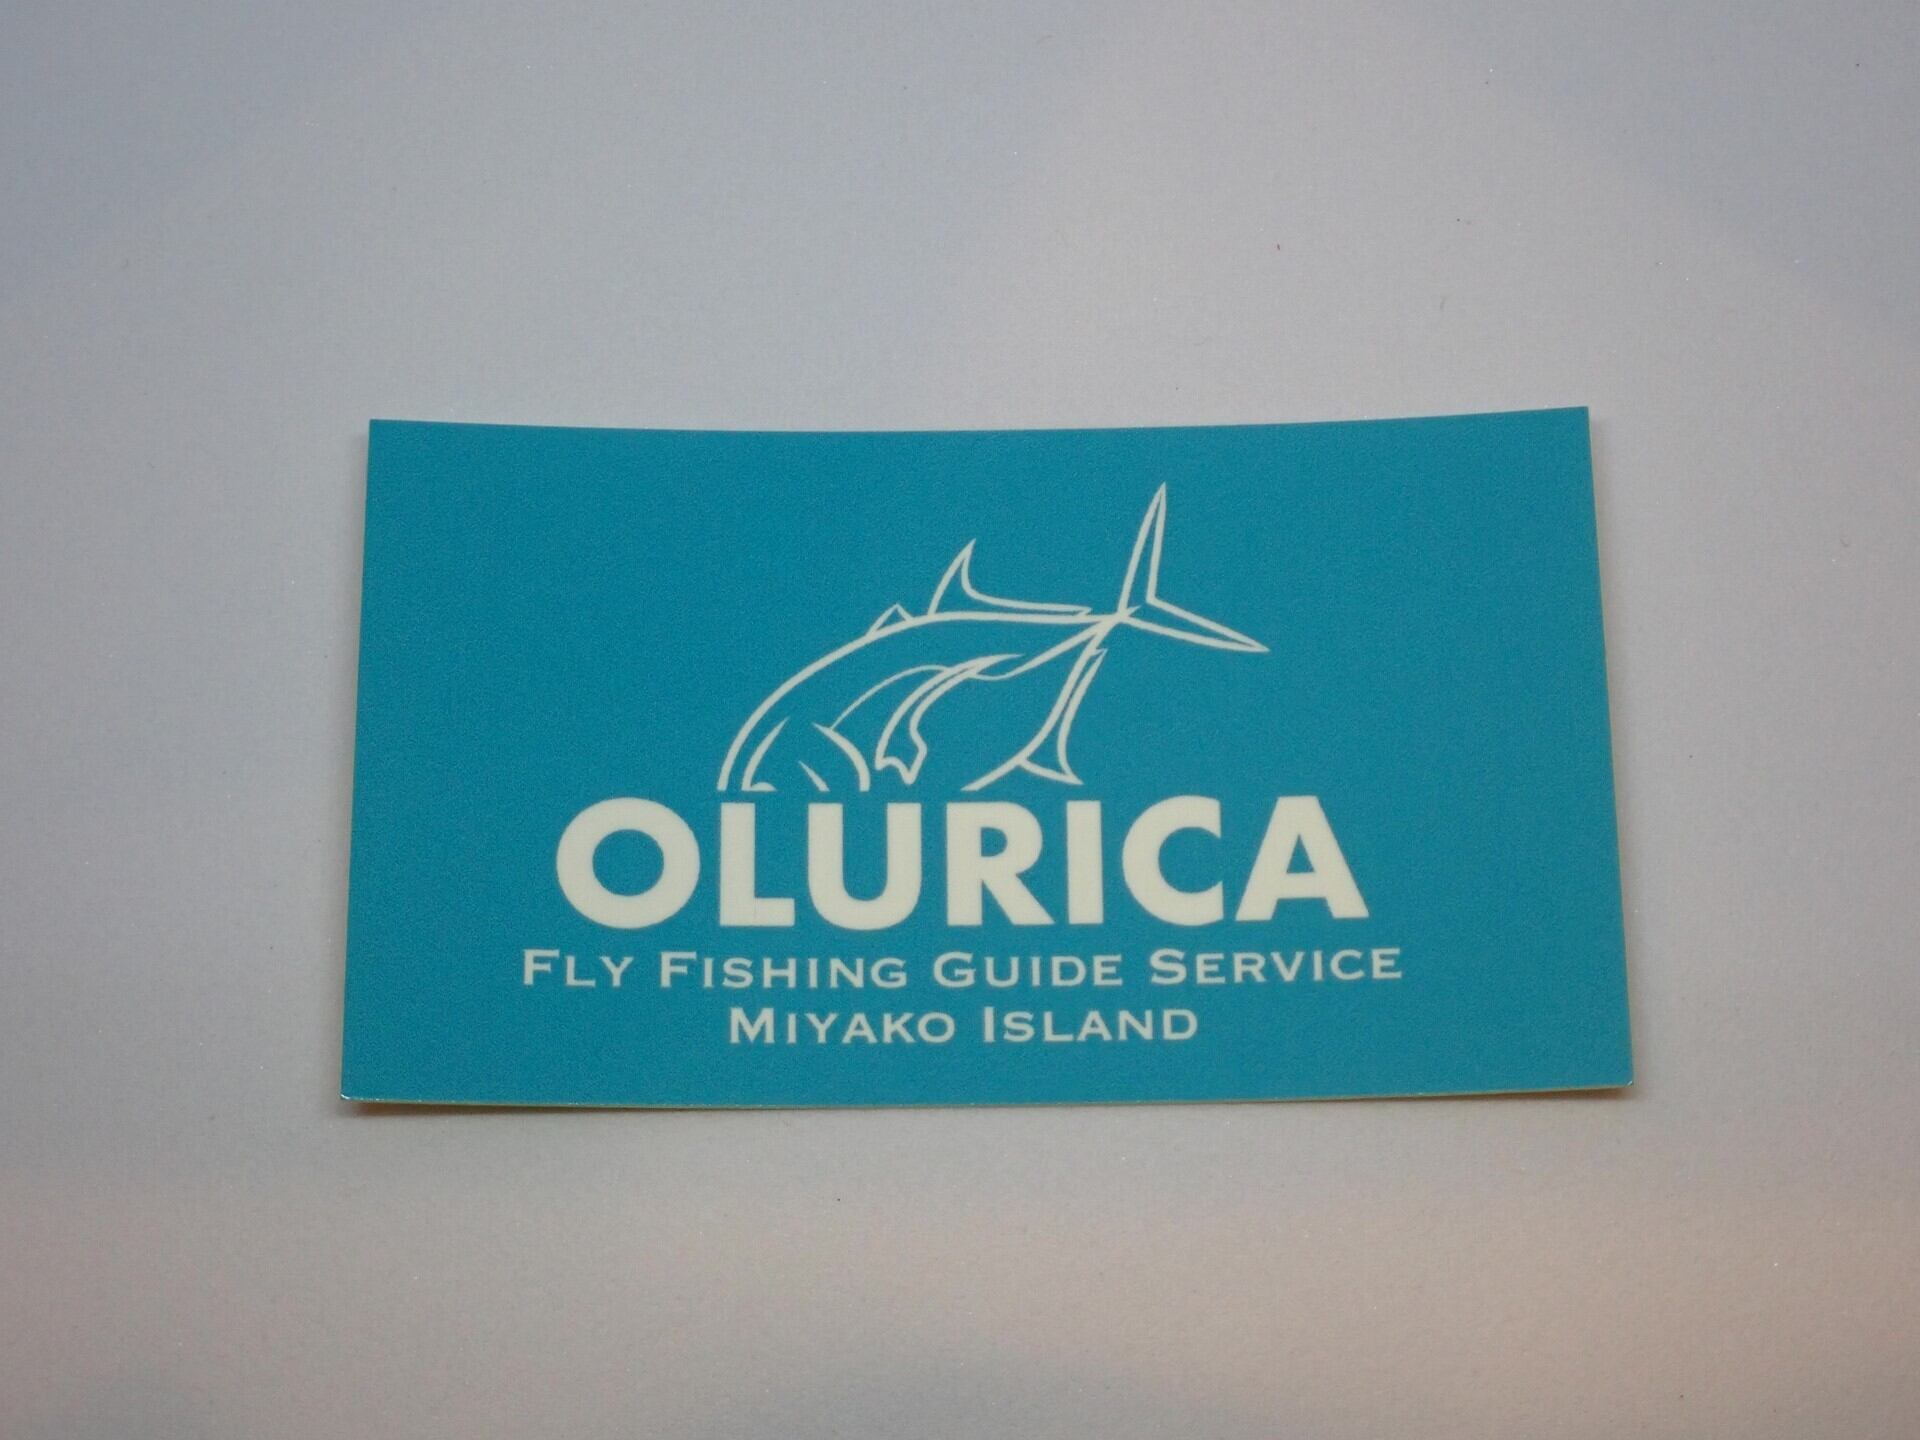 OLURICA
Fly Fishing Guide Service
Miyako Island